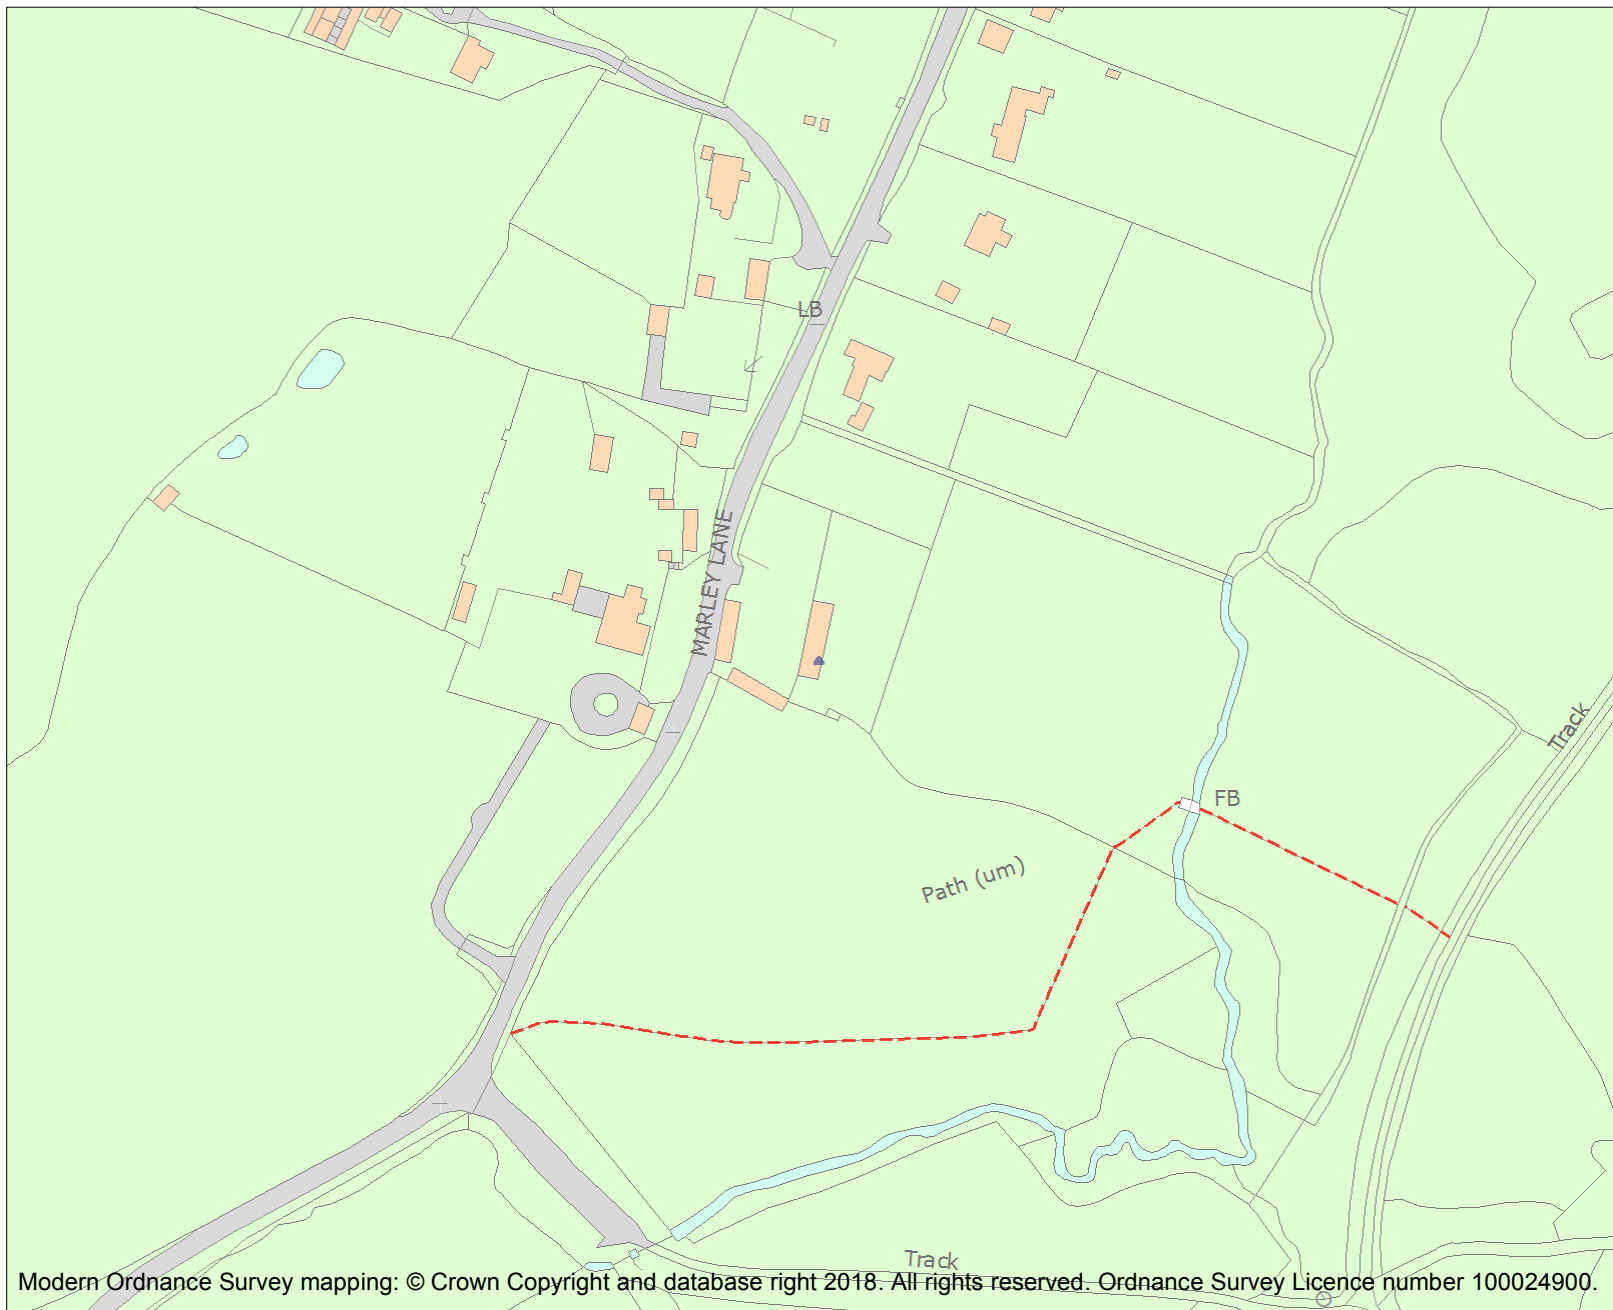 LB
MARLEY LANE
Track
FB
Path (um)
Track
Modern Ordnance Survey mapping: © Crown Copyright and database right 2018. All rights reserved. Ordnance Survey Licence number 100024900.